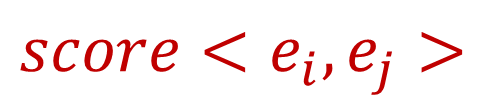 score < e_i, e_j >